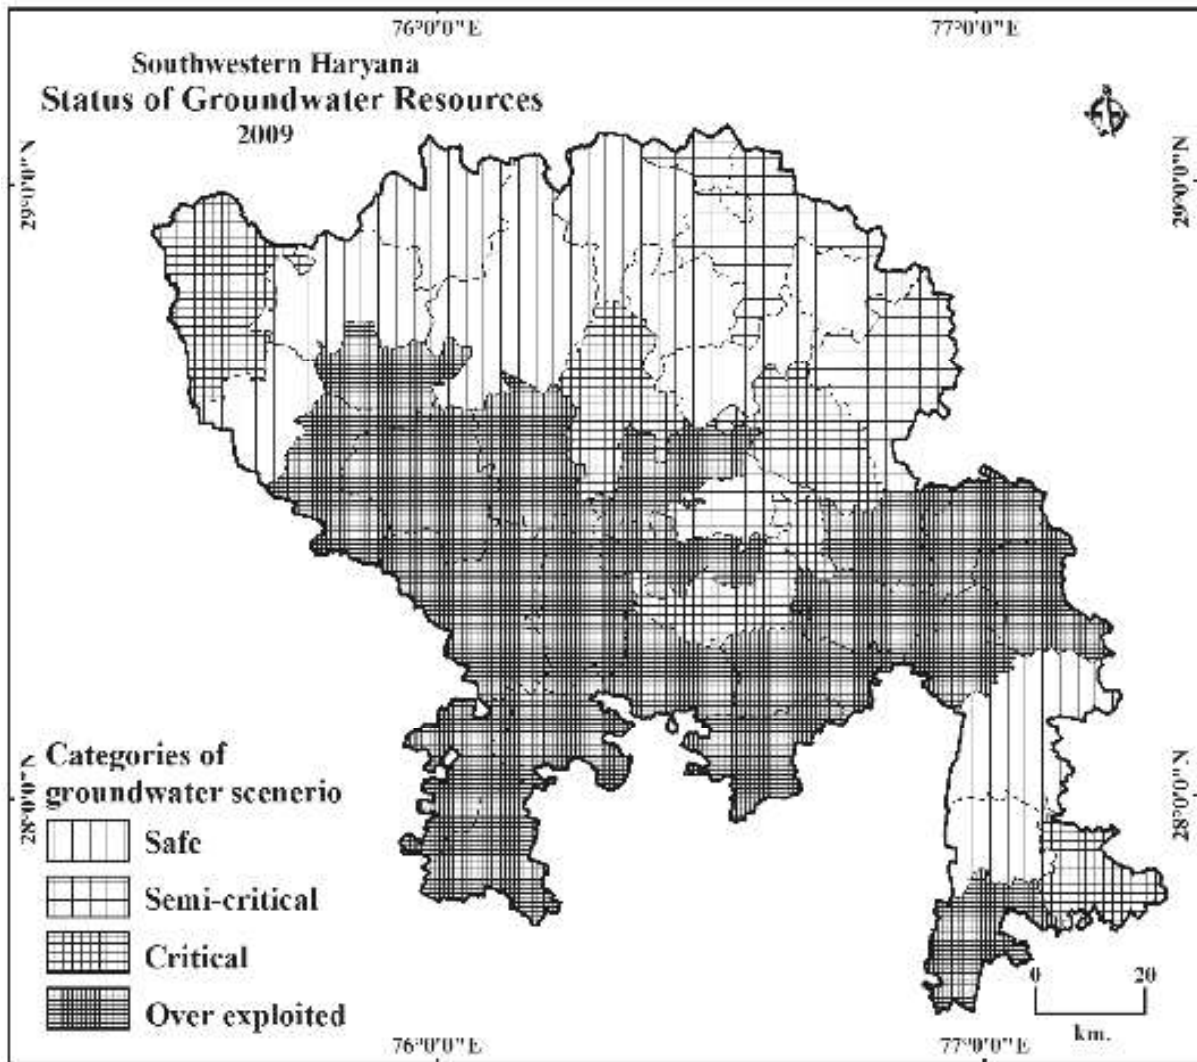 76°0'0"E
77°0'0"E
Southwestern Haryana
Status of Groundwater Resources
2009
N
29°0'0"N
29°0'0"N
Categories of
groundwater scenerio
28°0'0"N
28°0'0"N
Safe
Semi-critical
Critical
Over exploited
0 20
km.
76°0'0"E
77°0'0"E